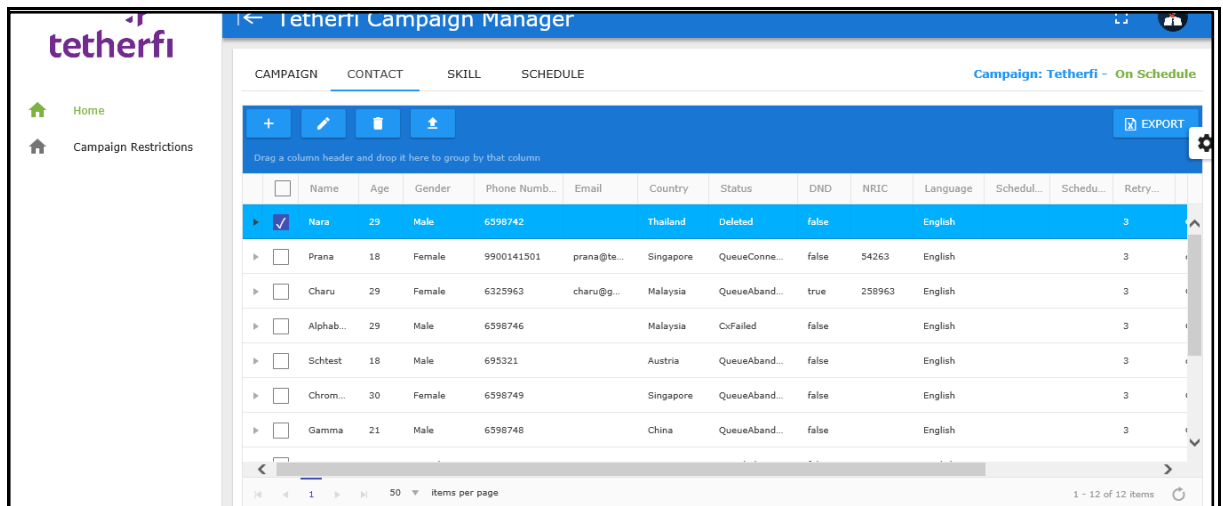 Tetherfi Campaign Manager
tetherfi
CAMPAIGN CONTACT SKILL SCHEDULE Campaign: Tetherfi - On Schedule
Home
Campaign Restrictions
EXPORT
Drag a column header and drop it here to group by that column
Name Age Gender Phone Numb... Email Country Status DND NRIC Language Schedul... Schedu... Retry...
Nara 29 Male 6598742 Thailand Deleted false English 3
Prana 18 Female 9900141501 prana@te... Singapore QueueConne... false 54263 English 3
Charu 29 Female 6325963 charu@g... Malaysia QueueAband... true 258963 English 3
Alphab... 29 Male 6598746 Malaysia CxFailed false English 3
Schtest 18 Male 695321 Austria QueueAband... false English 3
Chrom... 30 Female 6598749 Singapore QueueAband... false English 3
Gamma 21 Male 6598748 China QueueAband... false English 3
1 50 items per page 1 - 12 of 12 items